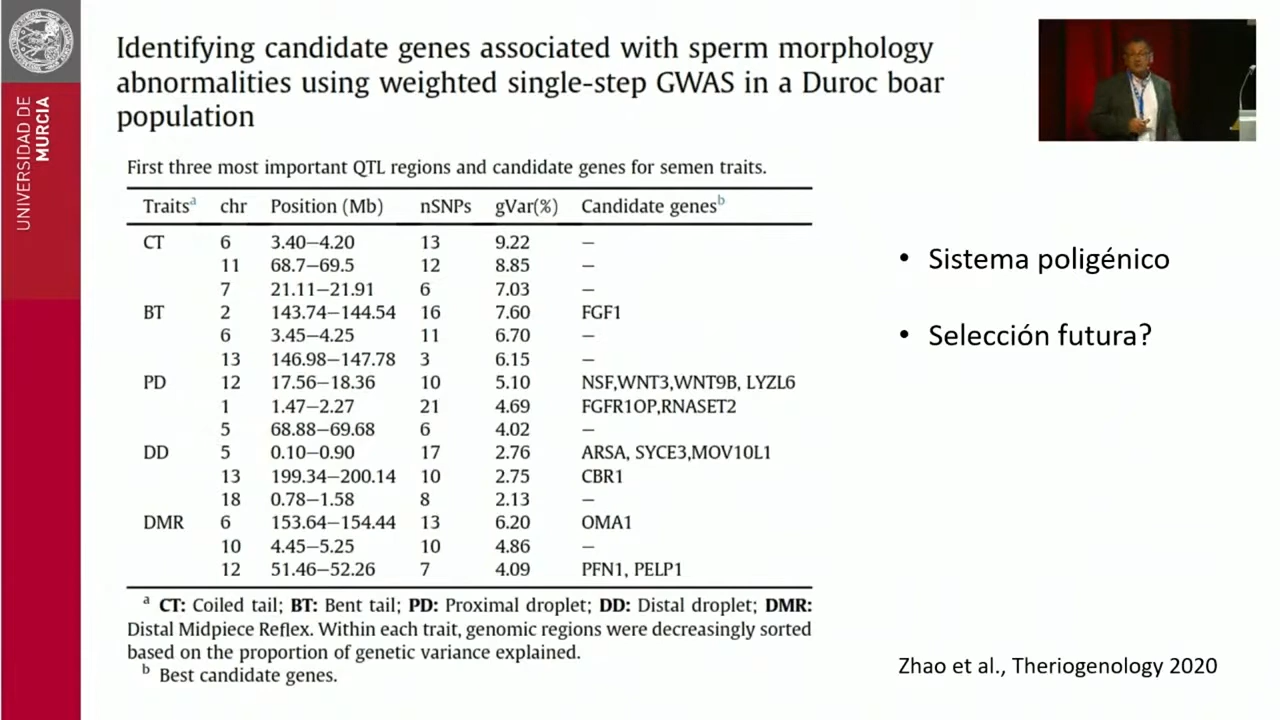 UNIVERSIDAD DE
MURCIA
Identifying candidate genes associated with sperm morphology
abnormalities using weighted single-step GWAS in a Duroc boar
population
First three most important QTL regions and candidate genes for semen traits.
Traitsa chr Position (Mb) nSNPs gVar(%) Candidate genesb
CT 6 3.40–4.20 13 9.22 –
11 68.7–69.5 12 8.85 –
7 21.11–21.91 6 7.03 –
BT 2 143.74–144.54 16 7.60 FGF1
6 3.45–4.25 11 6.70 –
13 146.98–147.78 3 6.15 –
PD 12 17.56–18.36 10 5.10 NSF,WNT3,WNT9B, LYZL6
1 1.47–2.27 21 4.69 FGFR1OP,RNASET2
5 68.88–69.68 6 4.02 –
DD 5 0.10–0.90 17 2.76 ARSA, SYCE3,MOV10L1
13 199.34–200.14 10 2.75 CBR1
18 0.78–1.58 8 2.13 –
DMR 6 153.64–154.44 13 6.20 OMA1
10 4.45–5.25 10 4.86 –
12 51.46–52.26 7 4.09 PFN1, PELP1
a CT: Coiled tail; BT: Bent tail; PD: Proximal droplet; DD: Distal droplet; DMR:
Distal Midpiece Reflex. Within each trait, genomic regions were decreasingly sorted
based on the proportion of genetic variance explained.
b Best candidate genes.
• Sistema poligénico
• Selección futura?
Zhao et al., Theriogenology 2020